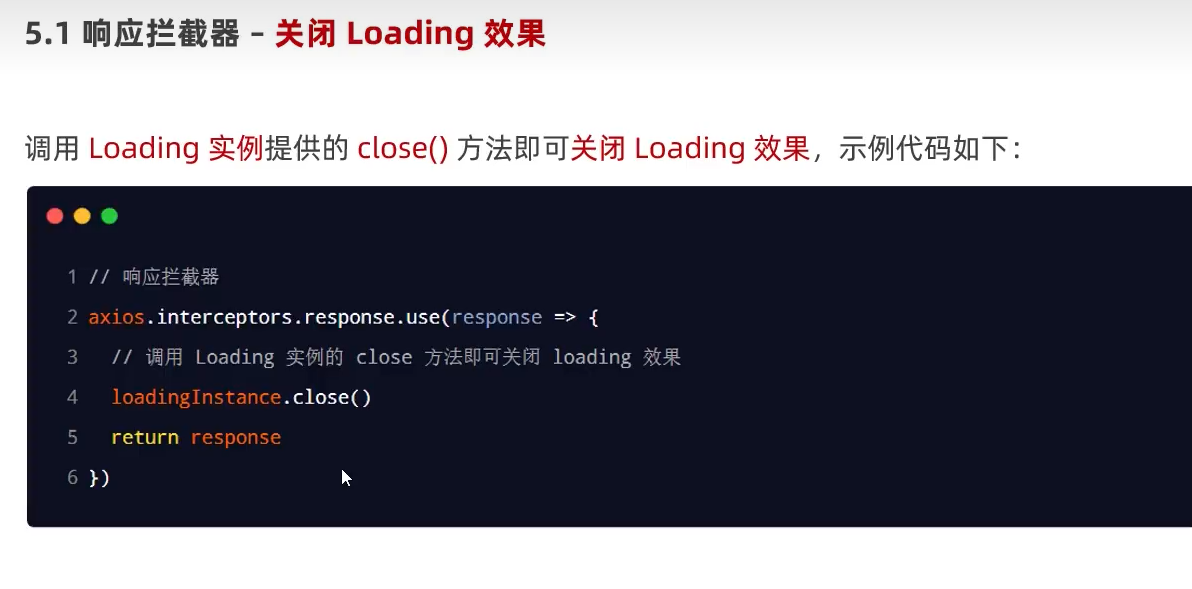 5.1 响应拦截器 – 关闭 Loading 效果
调用 Loading 实例提供的 close() 方法即可关闭 Loading 效果，示例代码如下：
1 // 响应拦截器
2 axios.interceptors.response.use(response => {
3   // 调用 Loading 实例的 close 方法即可关闭 loading 效果
4   loadingInstance.close()
5   return response
6 })